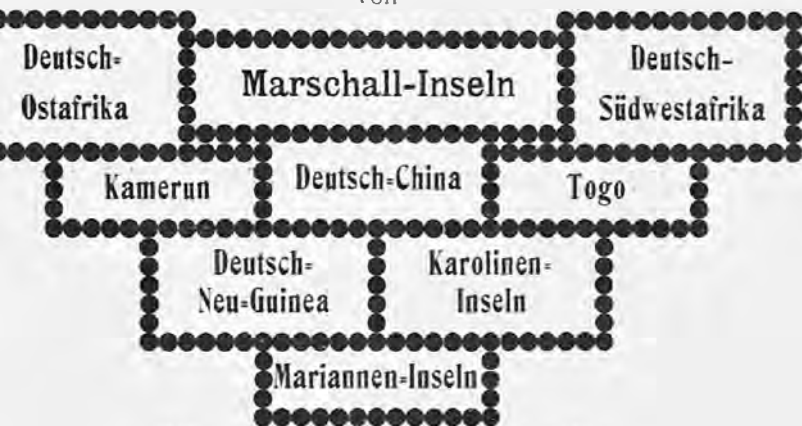 Deutsch=
Ostafrika
Marschall-Inseln
Deutsch-
Südwestafrika
Kamerun
Deutsch=China
Togo
Deutsch=
Neu=Guinea
Karolinen=
Inseln
Mariannen=Inseln